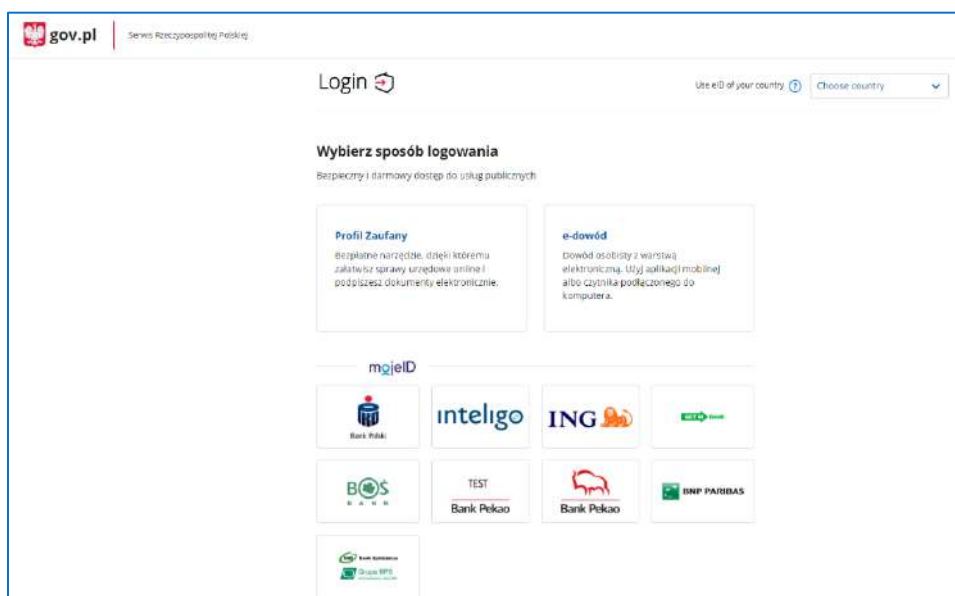 gov.pl
Serwis Rzeczypospolitej Polskiej
Login
Use eID of your country
?
Choose country
Wybierz sposób logowania
Bezpieczny i darmowy dostęp do usług publicznych
Profil Zaufany
Bezpłatne narzędzie, dzięki któremu
załatwisz sprawy urzędowe online i
podpiszesz dokumenty elektronicznie.
e-dowód
Dowód osobisty z warstwą
elektroniczną. Użyj aplikacji mobilnej
albo czytnika podłączonego do
komputera.
mojeID
Bank Polski
inteligo
ING
BANK
BOŚ
BANK
TEST
Bank Pekao
Bank Pekao
BNP PARIBAS
Grupa BPS